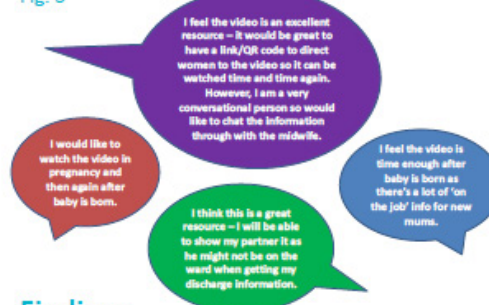 I feel the video is an excellent
resource – it would be great to
have a link/QR code to direct
women to the video so it can be
watched time and time again.
However, I am a very
conversational person so would
like to chat the information
through with the midwife.
I would like to
watch the video in
pregnancy and
then again after
baby is born.
I feel the video is
time enough after
baby is born as
there's a lot of 'on
the job' info for new
mums.
I think this is a great
resource – I will be able
to show my partner it as
he might not be on the
ward when getting my
discharge information.